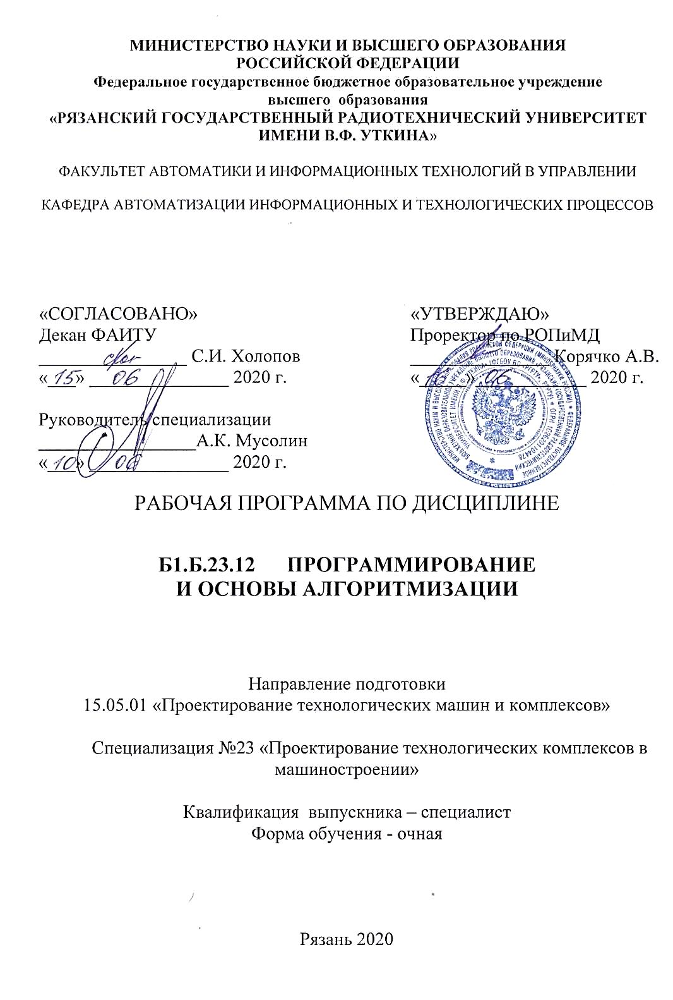 МИНИСТЕРСТВО НАУКИ И ВЫСШЕГО ОБРАЗОВАНИЯ
РОССИЙСКОЙ ФЕДЕРАЦИИ
Федеральное государственное бюджетное образовательное учреждение
высшего образования
«РЯЗАНСКИЙ ГОСУДАРСТВЕННЫЙ РАДИОТЕХНИЧЕСКИЙ УНИВЕРСИТЕТ
ИМЕНИ В.Ф. УТКИНА»
ФАКУЛЬТЕТ АВТОМАТИКИ И ИНФОРМАЦИОННЫХ ТЕХНОЛОГИЙ В УПРАВЛЕНИИ
КАФЕДРА АВТОМАТИЗАЦИИ ИНФОРМАЦИОННЫХ И ТЕХНОЛОГИЧЕСКИХ ПРОЦЕССОВ
«СОГЛАСОВАНО»
Декан ФАИТУ
________________ С.И. Холопов
«15» 06 2020 г.
Руководитель специализации
_________________А.К. Мусолин
«10» 06 2020 г.
«УТВЕРЖДАЮ»
Проректор по РОПиМД
_______________ Корячко А.В.
« » 06 2020 г.
РАБОЧАЯ ПРОГРАММА ПО ДИСЦИПЛИНЕ
Б1.Б.23.12 ПРОГРАММИРОВАНИЕ
И ОСНОВЫ АЛГОРИТМИЗАЦИИ
Направление подготовки
15.05.01 «Проектирование технологических машин и комплексов»
Специализация №23 «Проектирование технологических комплексов в
машиностроении»
Квалификация выпускника – специалист
Форма обучения - очная
Рязань 2020